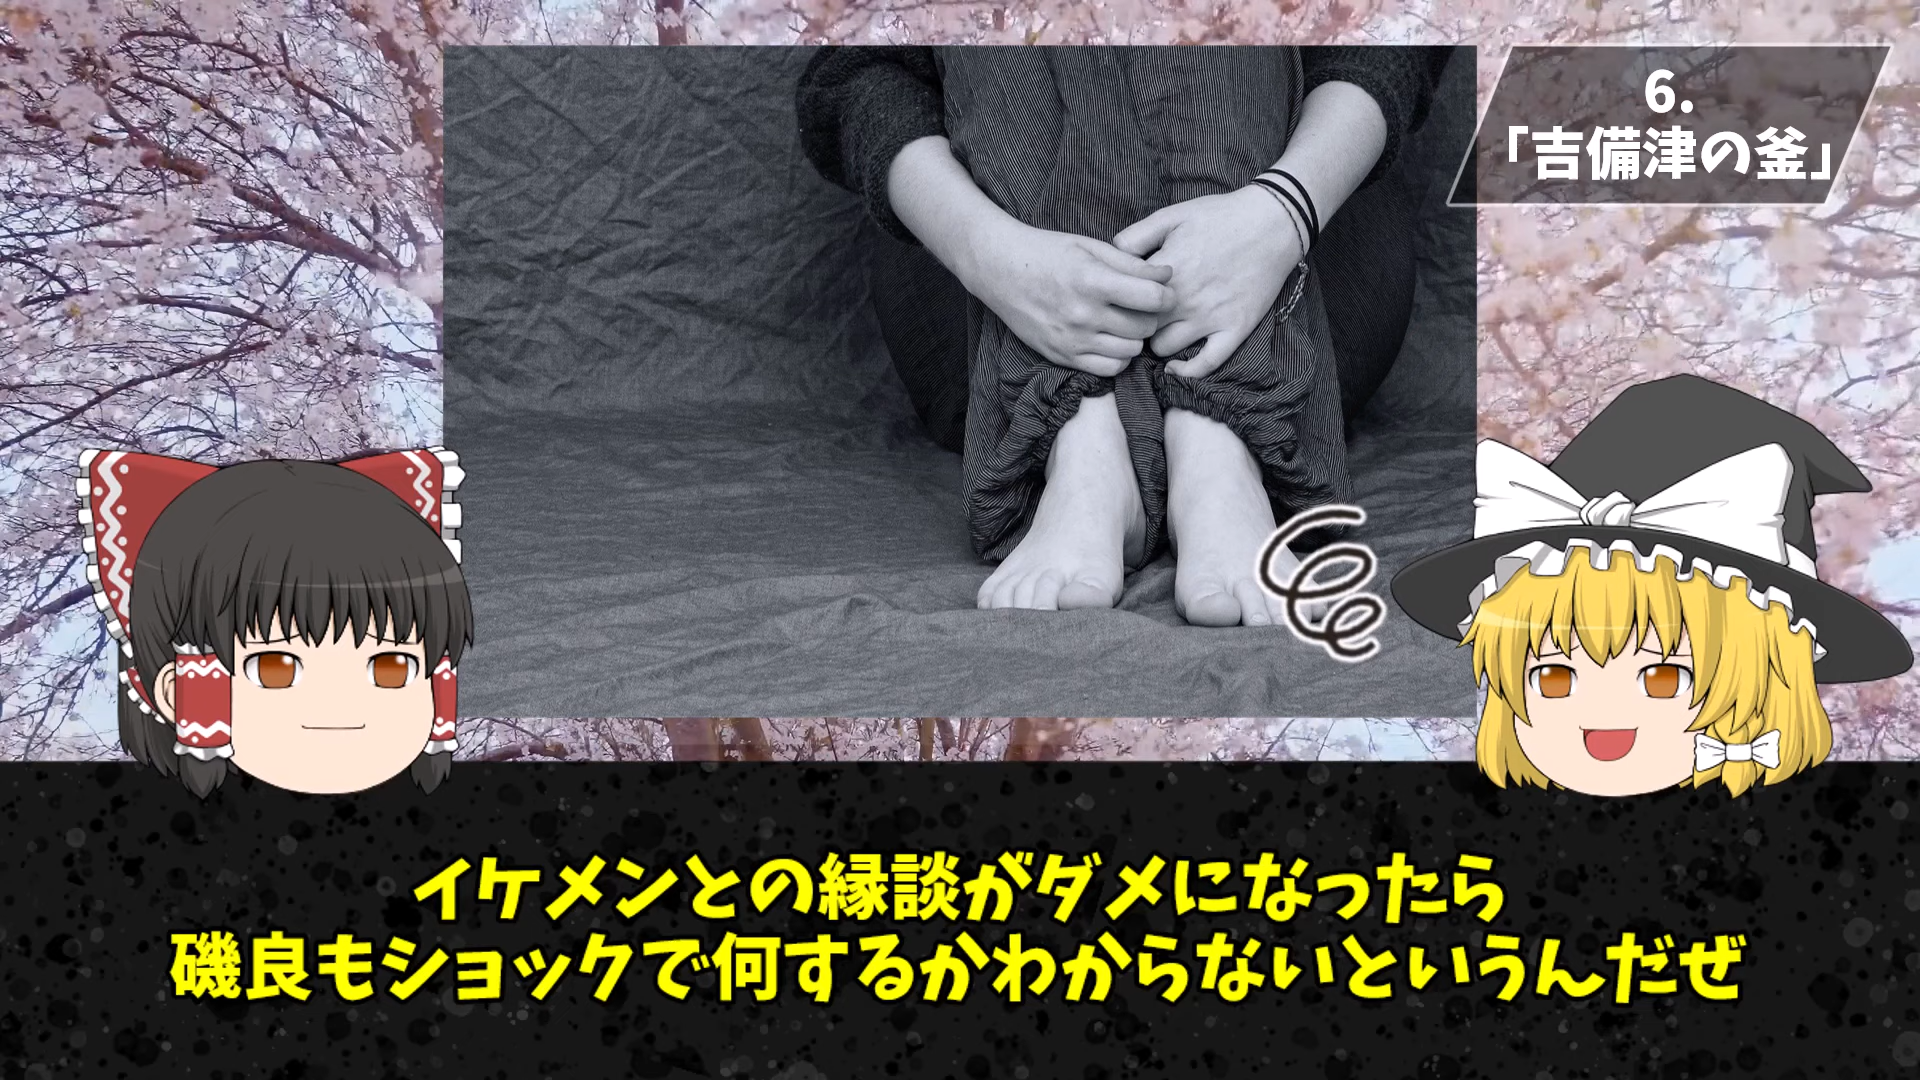 6.
「吉備津の釜」
イケメンとの縁談がダメになったら
磯良もショックで何するかわからないというんだぜ